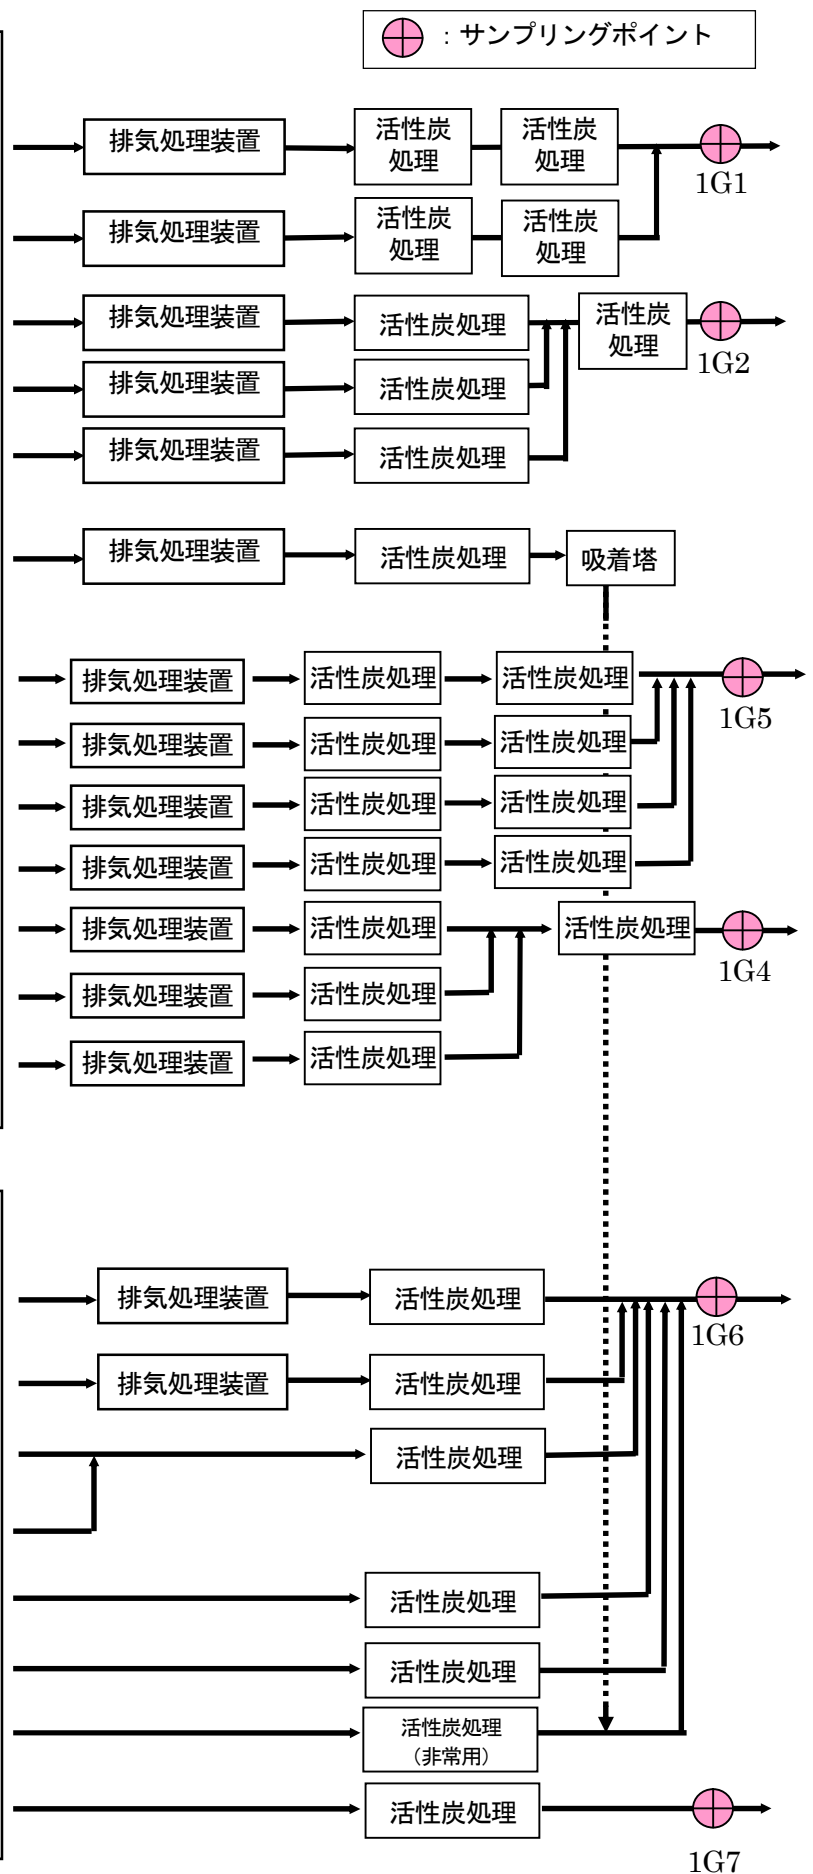 ：サンプリングポイント
排気処理装置
活性炭
処理
活性炭
処理
1G1
排気処理装置
活性炭
処理
活性炭
処理
排気処理装置
活性炭処理
活性炭
処理
1G2
排気処理装置
活性炭処理
排気処理装置
活性炭処理
排気処理装置
活性炭処理
吸着塔
排気処理装置
活性炭処理
活性炭処理
1G5
排気処理装置
活性炭処理
活性炭処理
排気処理装置
活性炭処理
活性炭処理
排気処理装置
活性炭処理
活性炭処理
排気処理装置
活性炭処理
活性炭処理
1G4
排気処理装置
活性炭処理
排気処理装置
活性炭処理
排気処理装置
活性炭処理
1G6
排気処理装置
活性炭処理
活性炭処理
活性炭処理
活性炭処理
活性炭処理
（非常用）
活性炭処理
1G7